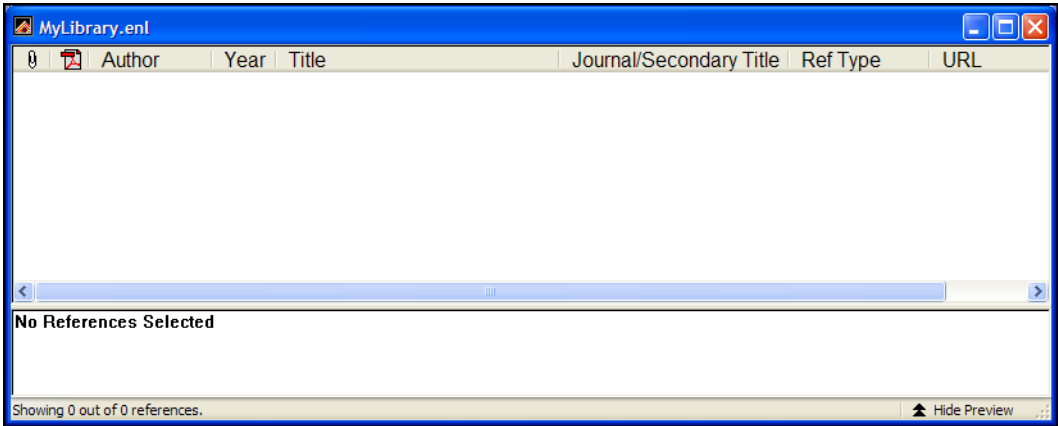 MyLibrary.enl
Author Year Title Journal/Secondary Title Ref Type URL
No References Selected
Showing 0 out of 0 references. Hide Preview